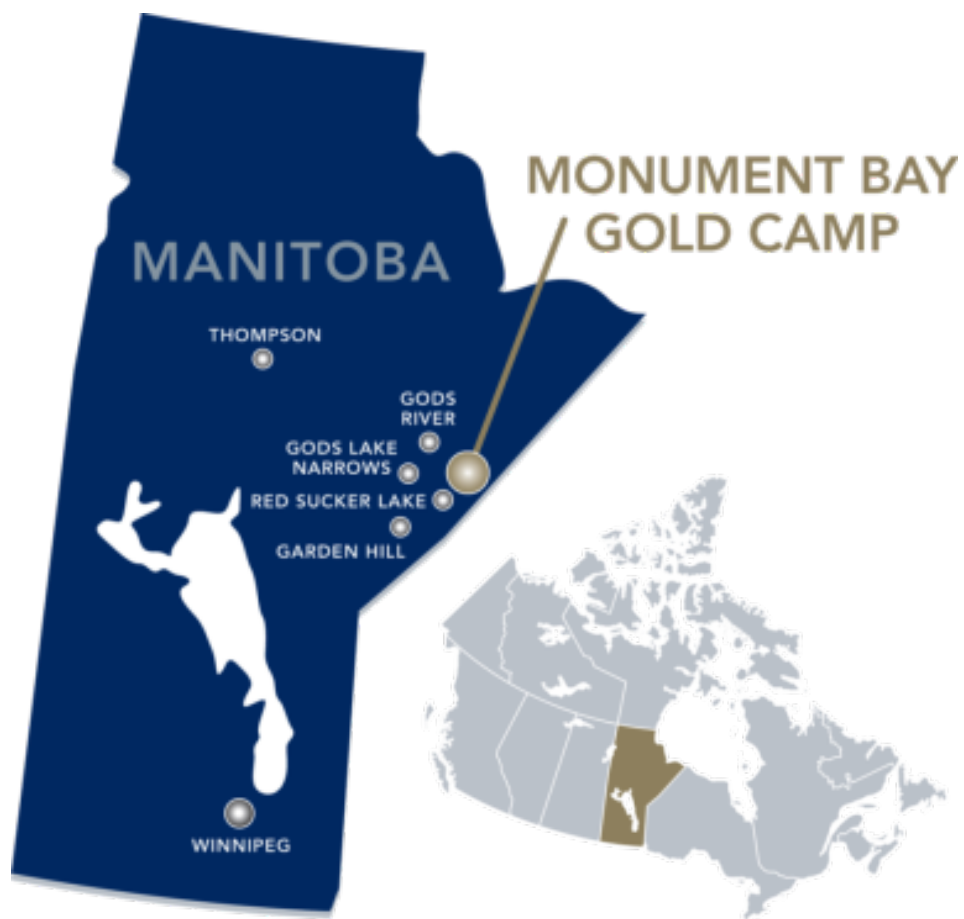 MONUMENT BAY
GOLD CAMP
MANITOBA
THOMPSON
GODS
RIVER
GODS LAKE
NARROWS
RED SUCKER LAKE
GARDEN HILL
WINNIPEG